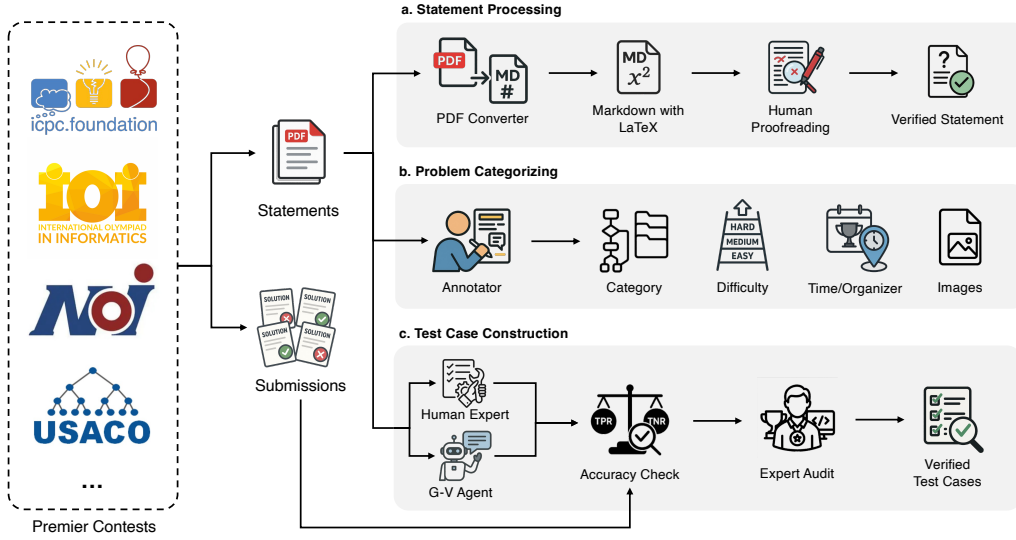 icpc.foundation
IOI
INTERNATIONAL OLYMPIAD
IN INFORMATICS
NOI
USACO
...
Premier Contests
PDF
Statements
SOLUTION
SOLUTION
SOLUTION
SOLUTION
Submissions
a. Statement Processing
PDF
MD
#
PDF Converter
MD
x²
Markdown with
LaTeX
Human
Proofreading
?
Verified Statement
b. Problem Categorizing
Annotator
Category
HARD
MEDIUM
EASY
Difficulty
Time/Organizer
Images
c. Test Case Construction
Human Expert
G-V Agent
TPR
TNR
Accuracy Check
</>
Expert Audit
Verified
Test Cases